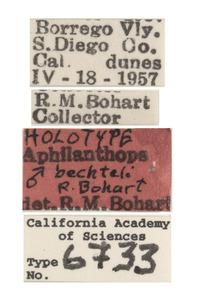 Borrego Vly.
S.Diego Co.
Cal. dunes
IV-18-1957
R.M.Bohart
Collector
HOLOTYPE
Aphilanthops
♂ bechteli
R. Bohart
det. R.M. Bohart
California Academy
of Sciences
Type
No. 6733